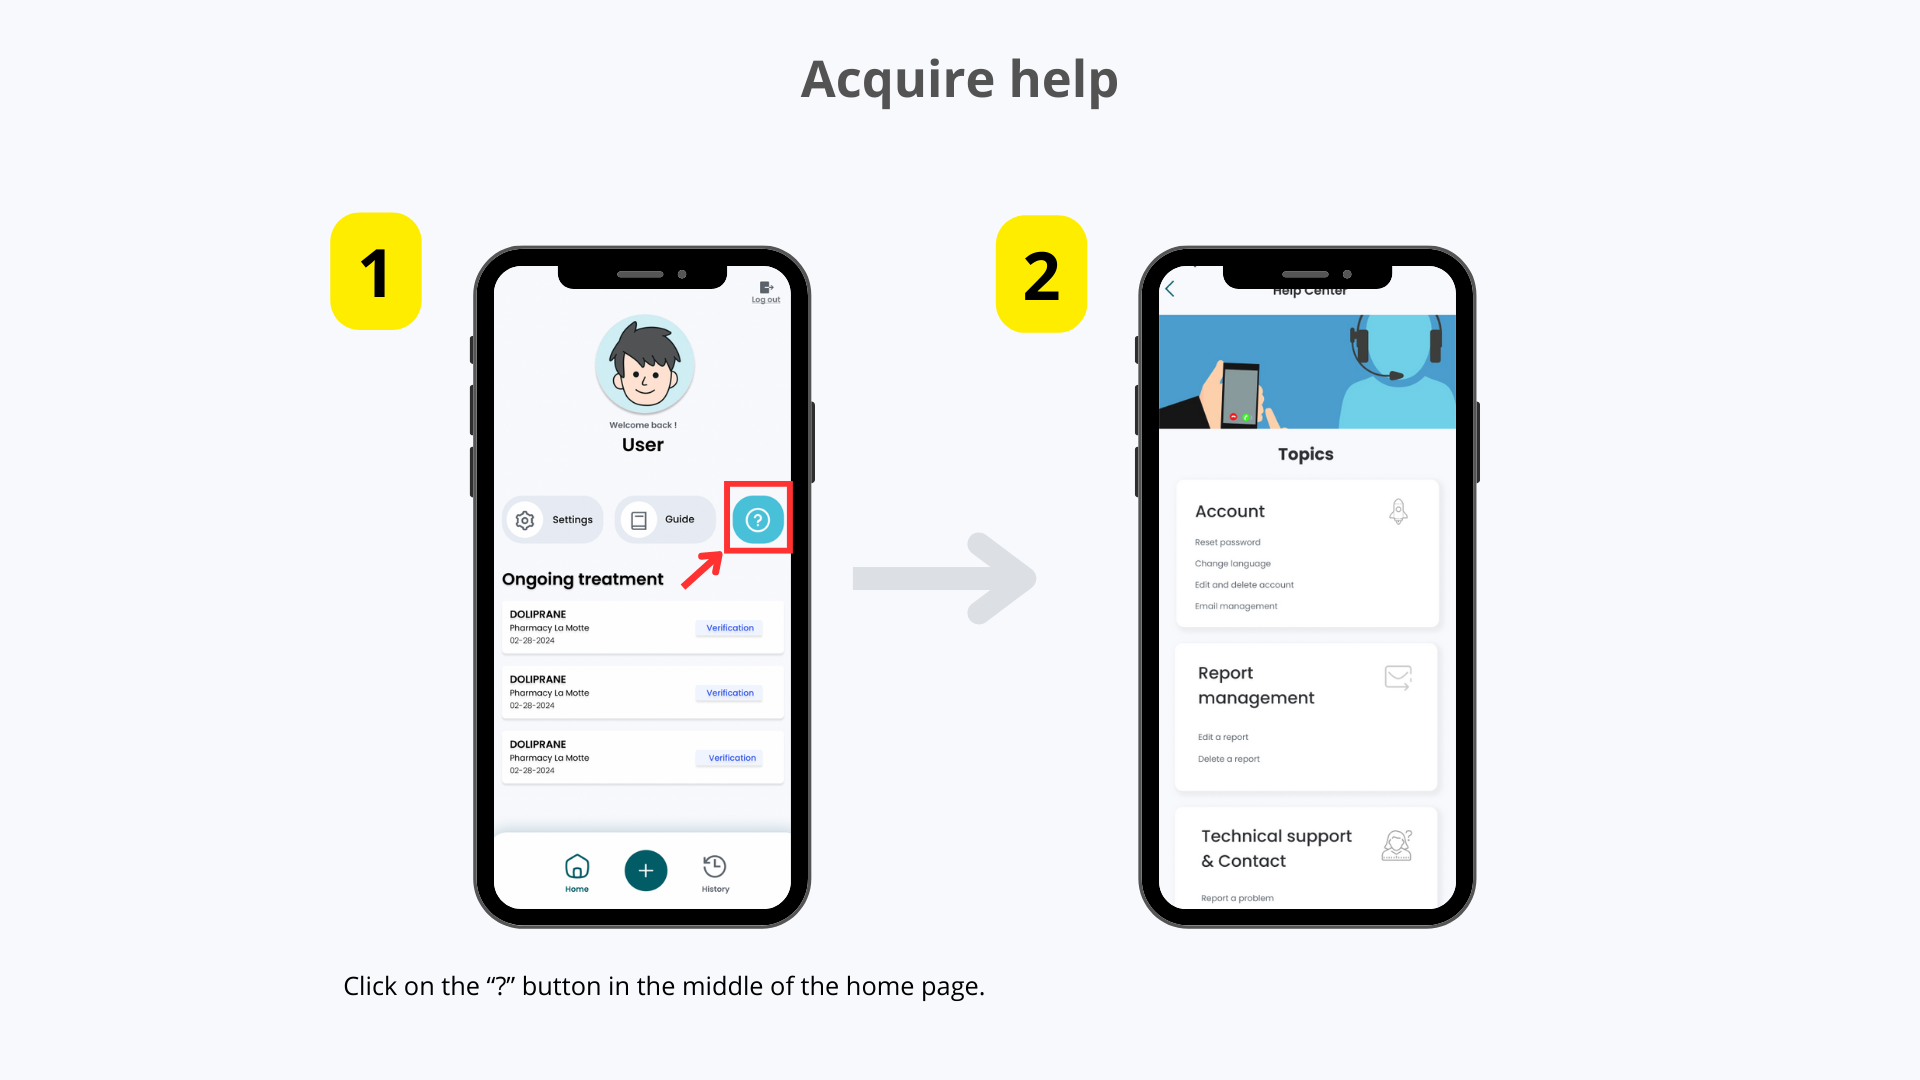 Acquire help
1
Log out
Welcome back !
User
Settings
Guide
?
Ongoing treatment
DOLIPRANE
Pharmacy La Motte
02-28-2024
Verification
DOLIPRANE
Pharmacy La Motte
02-28-2024
Verification
DOLIPRANE
Pharmacy La Motte
02-28-2024
Verification
Home
History
Click on the “?” button in the middle of the home page.
2
Help Center
Topics
Account
Reset password
Change language
Edit and delete account
Email management
Report
management
Edit a report
Delete a report
Technical support
& Contact
?
Report a problem